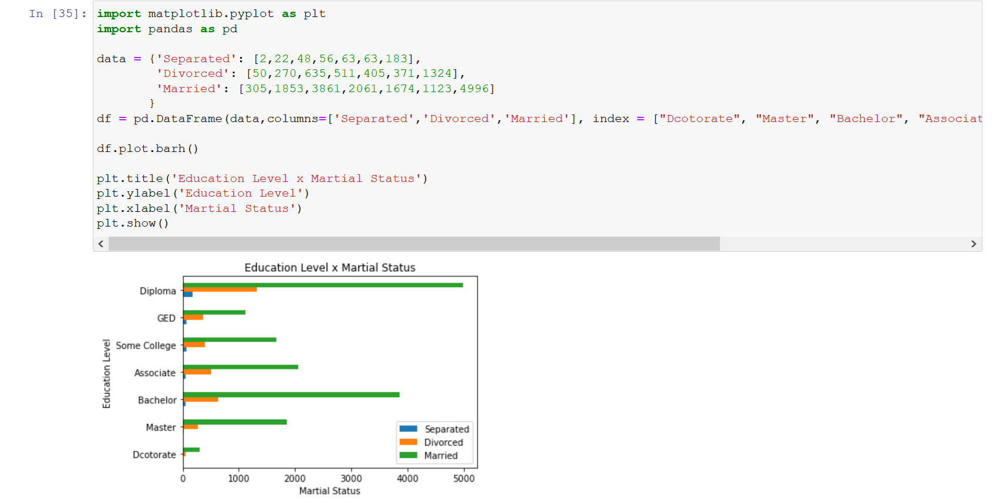 In [35]:
import matplotlib.pyplot as plt
import pandas as pd
data = {'Separated': [2,22,48,56,63,63,183],
'Divorced': [50,270,635,511,405,371,1324],
'Married': [305,1853,3861,2061,1674,1123,4996]
}
df = pd.DataFrame(data,columns=['Separated','Divorced','Married'], index = ["Dcotorate", "Master", "Bachelor", "Associat
df.plot.barh()
plt.title('Education Level x Martial Status')
plt.ylabel('Education Level')
plt.xlabel('Martial Status')
plt.show()
Education Level x Martial Status
Diploma
GED
Some College
Associate
Bachelor
Master
Dcotorate
Education Level
Separated
Divorced
Married
0 1000 2000 3000 4000 5000
Martial Status